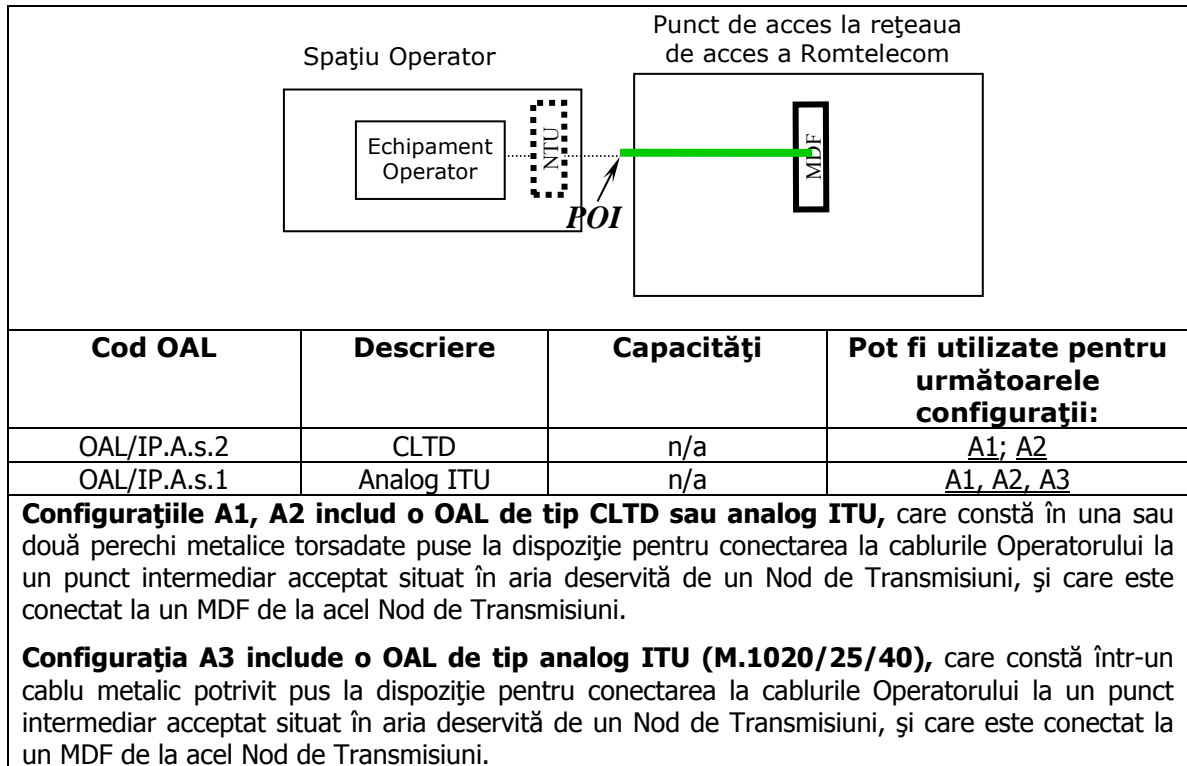 Punct de acces la reţeaua
de acces a Romtelecom
Spaţiu Operator
Echipament
Operator
NTU
MDF
POI
Cod OAL Descriere Capacităţi Pot fi utilizate pentru
următoarele
configuraţii:
OAL/IP.A.s.2 CLTD n/a A1; A2
OAL/IP.A.s.1 Analog ITU n/a A1, A2, A3
Configuraţiile A1, A2 includ o OAL de tip CLTD sau analog ITU, care constă în una sau
două perechi metalice torsadate puse la dispoziţie pentru conectarea la cablurile Operatorului la
un punct intermediar acceptat situat în aria deservită de un Nod de Transmisiuni, şi care este
conectat la un MDF de la acel Nod de Transmisiuni.
Configuraţia A3 include o OAL de tip analog ITU (M.1020/25/40), care constă într-un
cablu metalic potrivit pus la dispoziţie pentru conectarea la cablurile Operatorului la un punct
intermediar acceptat situat în aria deservită de un Nod de Transmisiuni, şi care este conectat la
un MDF de la acel Nod de Transmisiuni.